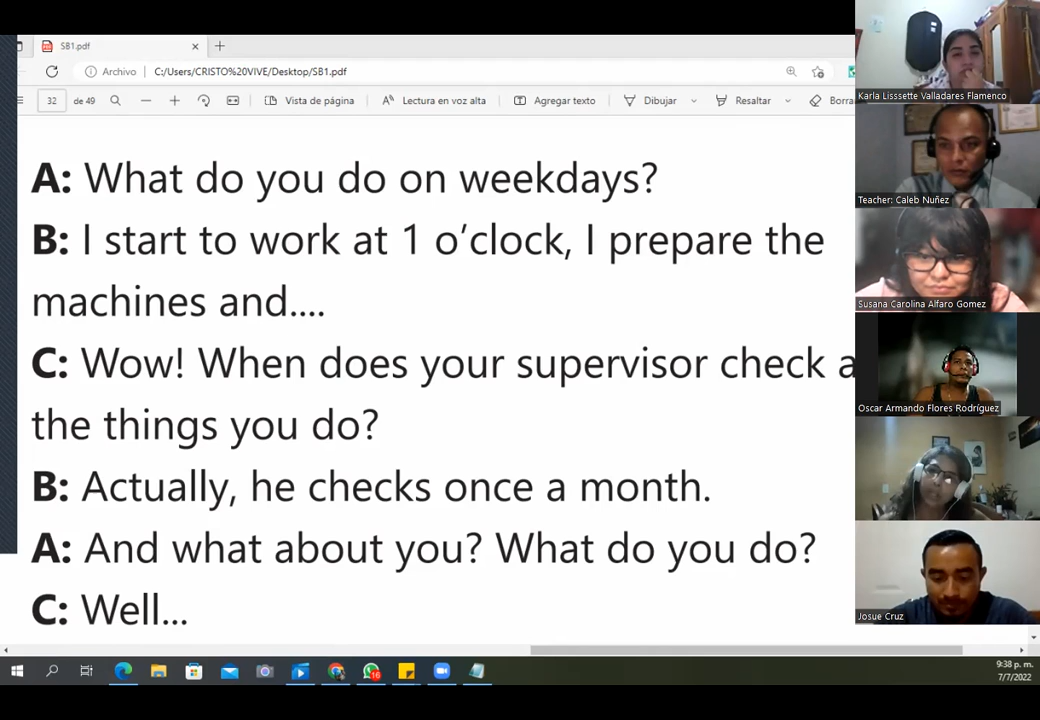 SB1.pdf
Archivo C:/Users/CRISTO%20VIVE/Desktop/SB1.pdf
32 de 49 Vista de página Lectura en voz alta Agregar texto Dibujar Resaltar Borra
A: What do you do on weekdays?
B: I start to work at 1 o'clock, I prepare the
machines and....
C: Wow! When does your supervisor check a
the things you do?
B: Actually, he checks once a month.
A: And what about you? What do you do?
C: Well...
Karla Lisssette Valladares Flamenco
Teacher: Caleb Nuñez
Susana Carolina Alfaro Gomez
Oscar Armando Flores Rodríguez
Josue Cruz
16
9:38 p. m.
7/7/2022